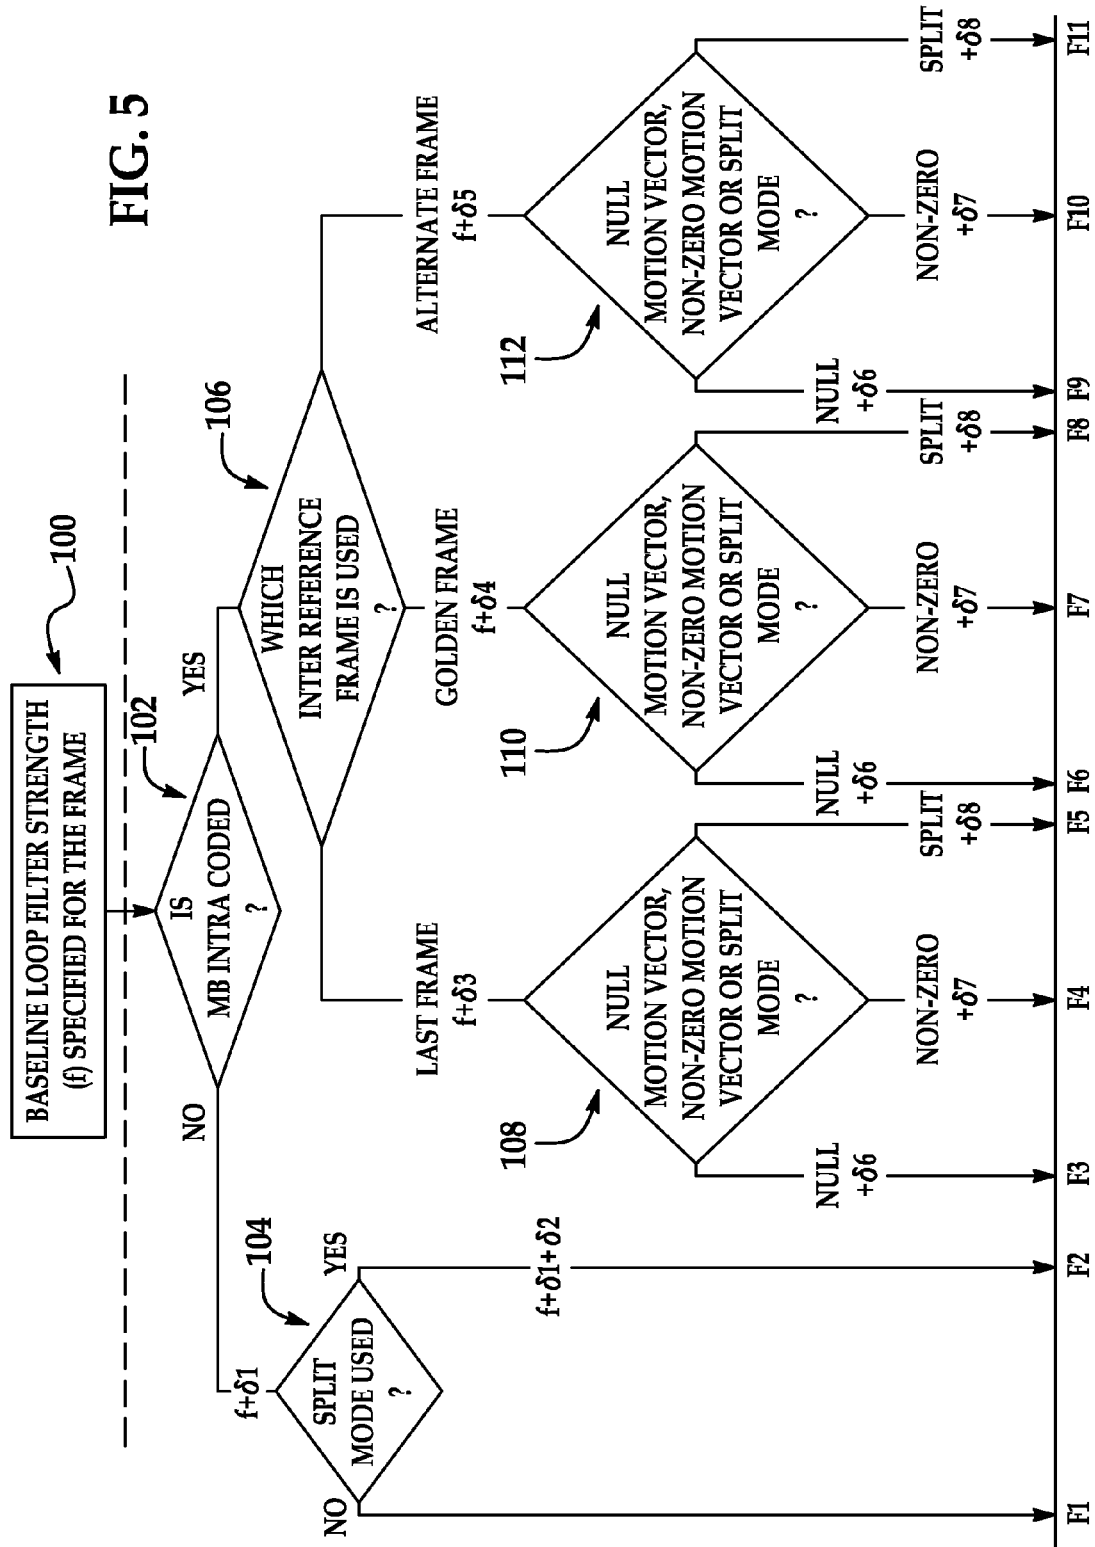 FIG. 5
BASELINE LOOP FILTER STRENGTH
(f) SPECIFIED FOR THE FRAME
100
IS
MB INTRA CODED
?
102
NO
YES
f+δ1
SPLIT
MODE USED
?
104
NO
YES
f+δ1+δ2
WHICH
INTER REFERENCE
FRAME IS USED
?
106
LAST FRAME
f+δ3
GOLDEN FRAME
f+δ4
ALTERNATE FRAME
f+δ5
NULL
MOTION VECTOR,
NON-ZERO MOTION
VECTOR OR SPLIT
MODE
?
108
NULL
+δ6
NON-ZERO
+δ7
SPLIT
+δ8
NULL
MOTION VECTOR,
NON-ZERO MOTION
VECTOR OR SPLIT
MODE
?
110
NULL
+δ6
NON-ZERO
+δ7
SPLIT
+δ8
NULL
MOTION VECTOR,
NON-ZERO MOTION
VECTOR OR SPLIT
MODE
?
112
NULL
+δ6
NON-ZERO
+δ7
SPLIT
+δ8
F1
F2
F3
F4
F5
F6
F7
F8
F9
F10
F11